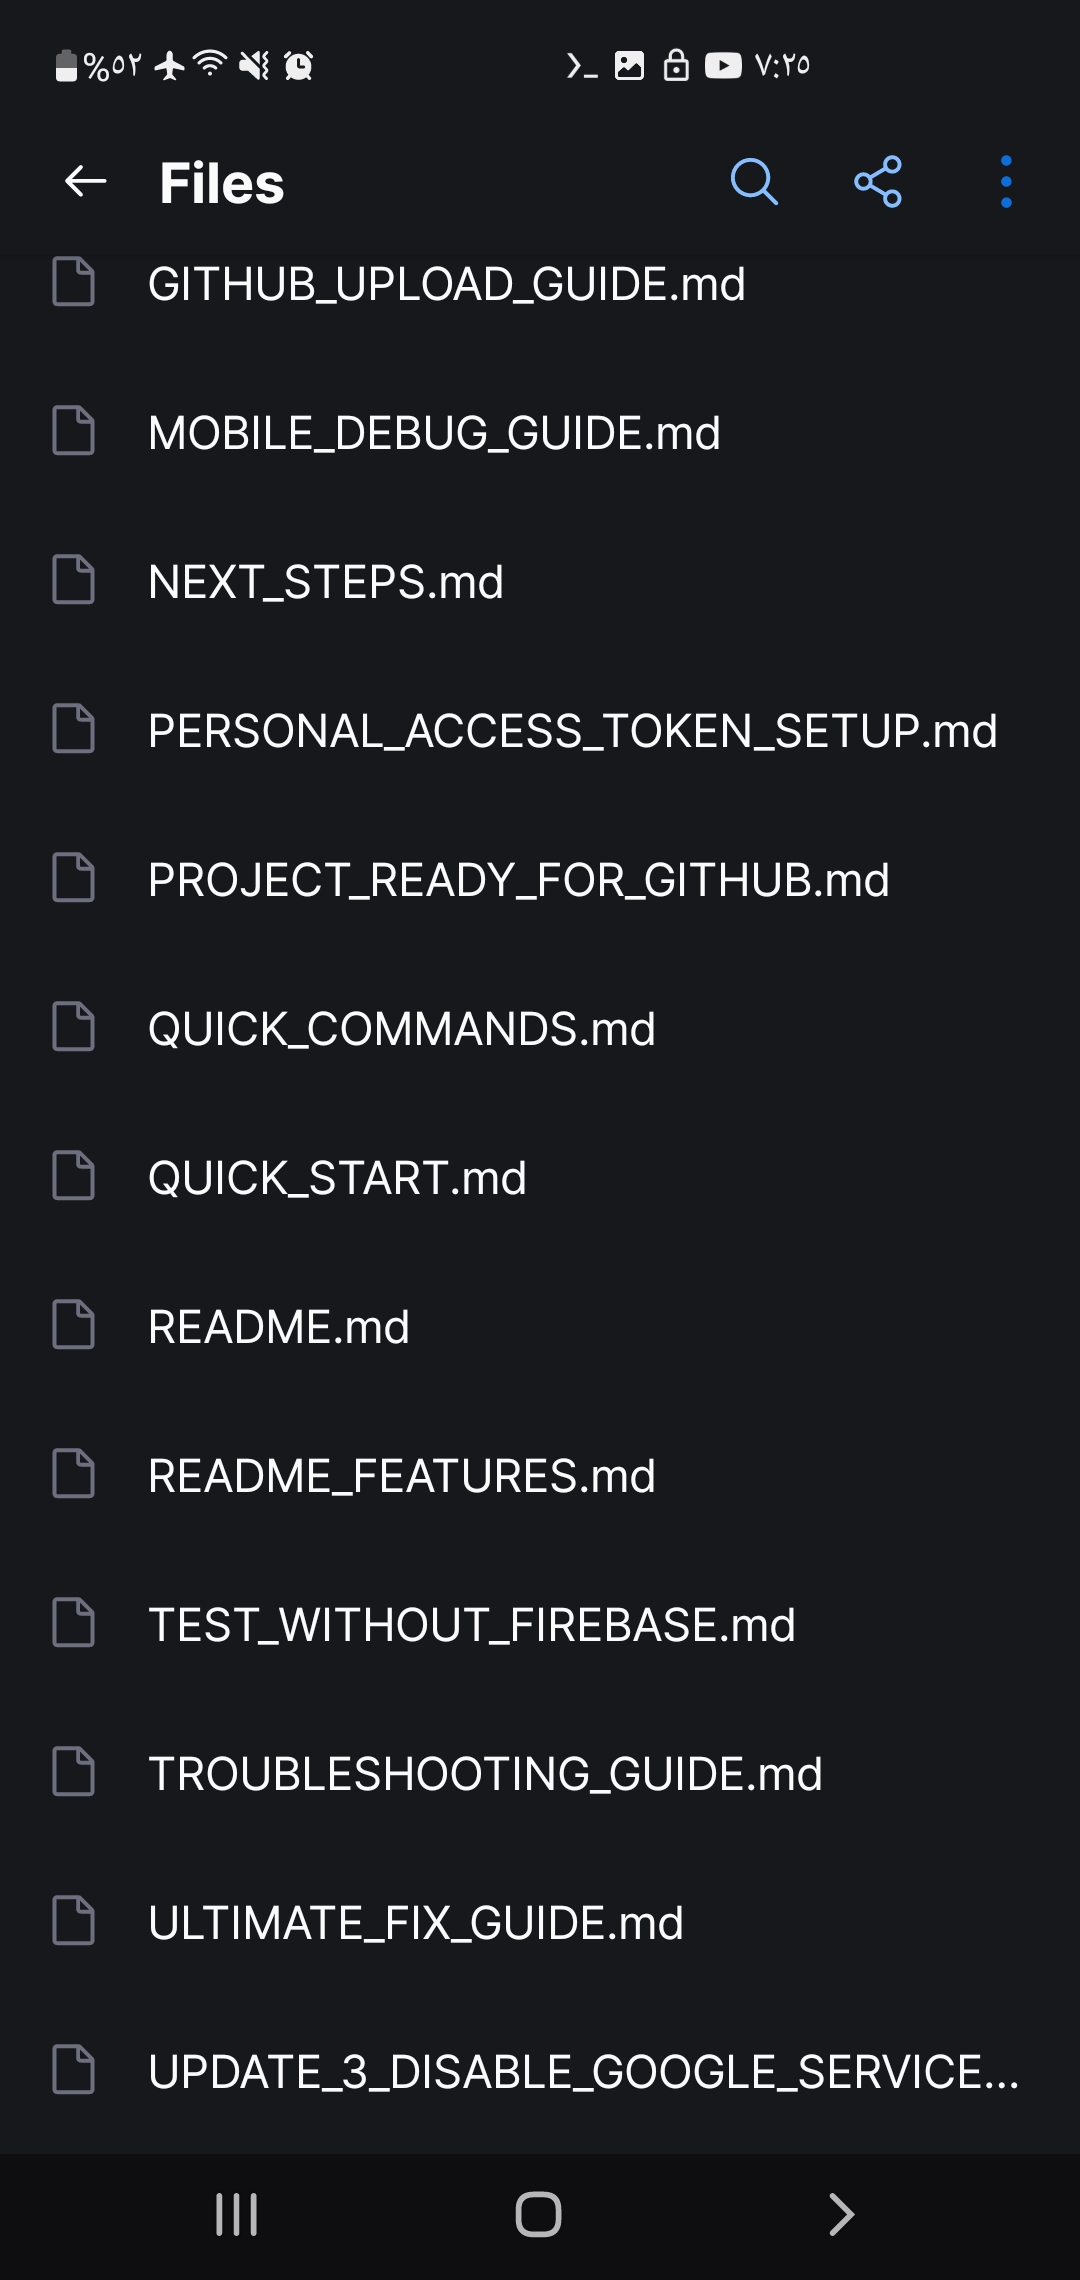 %٥٢ ٧:٢٥
Files
GITHUB_UPLOAD_GUIDE.md
MOBILE_DEBUG_GUIDE.md
NEXT_STEPS.md
PERSONAL_ACCESS_TOKEN_SETUP.md
PROJECT_READY_FOR_GITHUB.md
QUICK_COMMANDS.md
QUICK_START.md
README.md
README_FEATURES.md
TEST_WITHOUT_FIREBASE.md
TROUBLESHOOTING_GUIDE.md
ULTIMATE_FIX_GUIDE.md
UPDATE_3_DISABLE_GOOGLE_SERVICE...